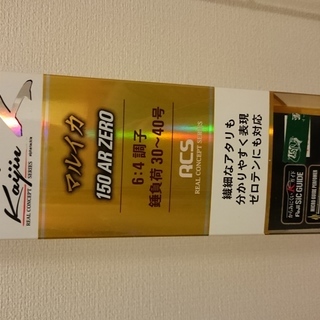 Kaijin
REAL CONCEPT SERIES
マルイカ
150 AR ZERO
6:4調子
錘負荷 30〜40号
RCS
REAL CONCEPT SERIES
繊細なアタリも
分かりやすく表現
ゼロテンにも対応
SiC GUIDE